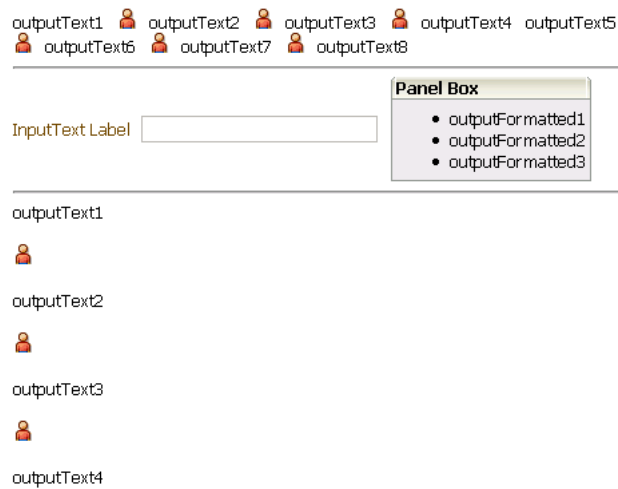 outputText1 outputText2 outputText3 outputText4 outputText5
outputText6 outputText7 outputText8
Panel Box
InputText Label
outputFormatted1
outputFormatted2
outputFormatted3
outputText1
outputText2
outputText3
outputText4